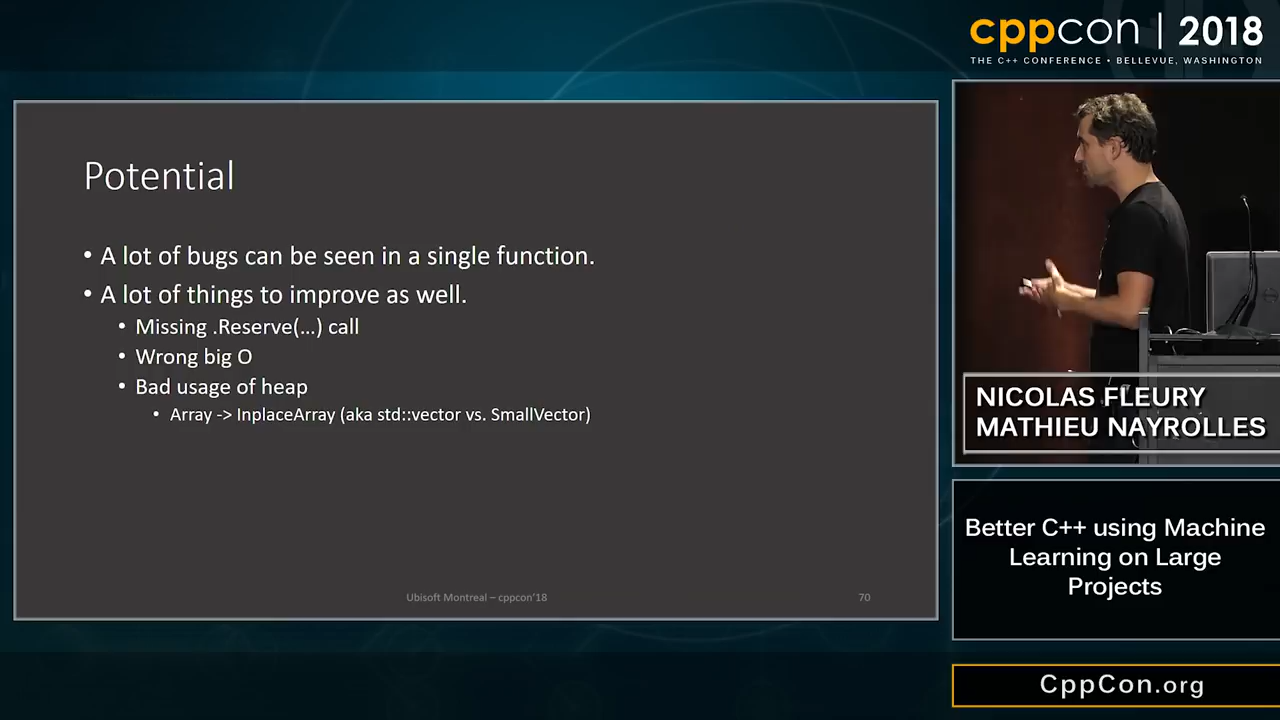 cppcon | 2018
THE C++ CONFERENCE • BELLEVUE, WASHINGTON
Potential
• A lot of bugs can be seen in a single function.
• A lot of things to improve as well.
• Missing .Reserve(...) call
• Wrong big O
• Bad usage of heap
• Array -> InplaceArray (aka std::vector vs. SmallVector)
Ubisoft Montreal – cppcon'18
70
NICOLAS FLEURY
MATHIEU NAYROLLES
Better C++ using Machine
Learning on Large
Projects
CppCon.org